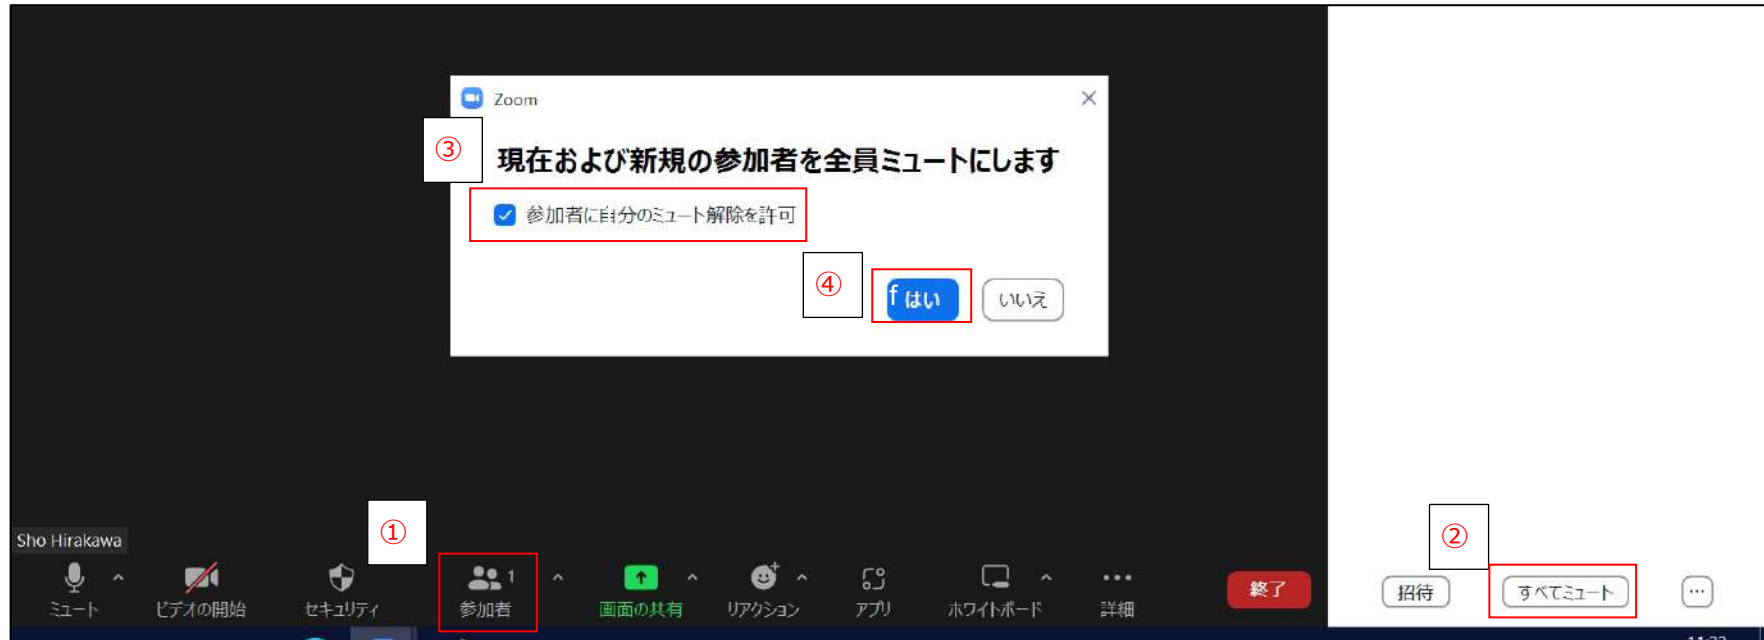 Zoom
③
現在および新規の参加者を全員ミュートにします
参加者に自分のミュート解除を許可
④
f はい
いいえ
①
②
Sho Hirakawa
1
ミュート
ビデオの開始
セキュリティ
参加者
画面の共有
リアクション
アプリ
ホワイトボード
詳細
終了
招待
すべてミュート